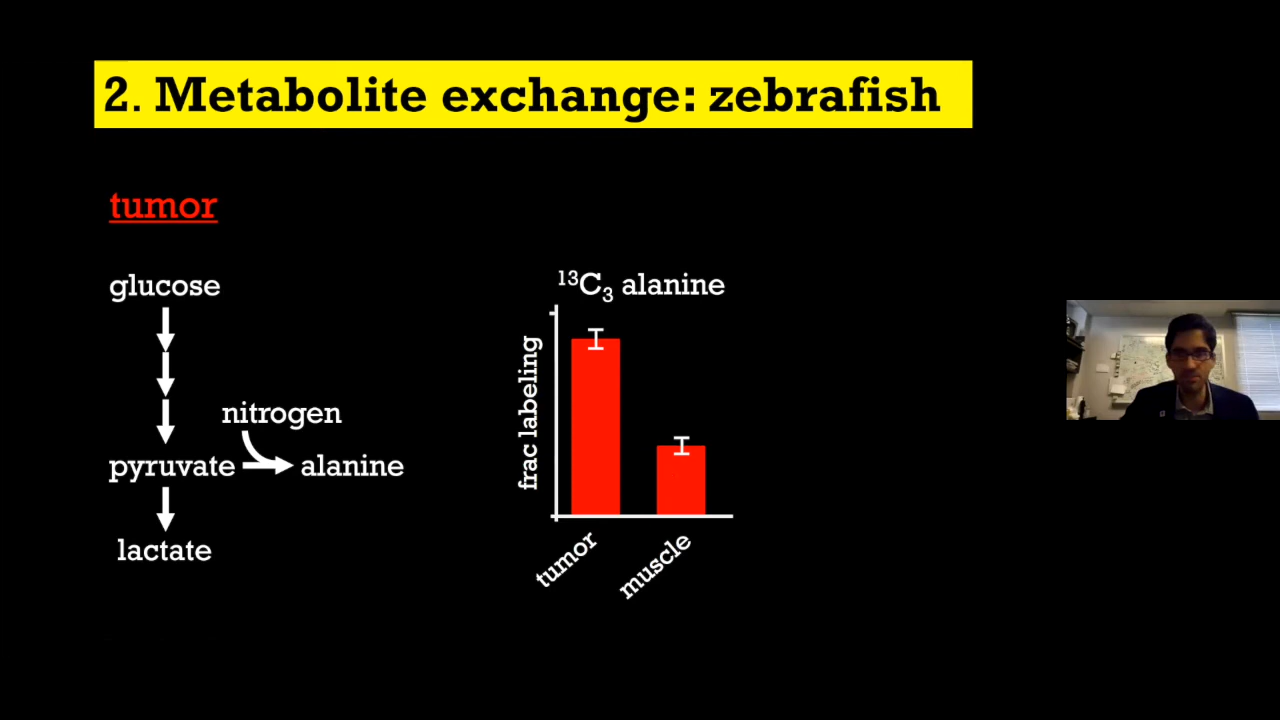 2. Metabolite exchange: zebrafish
tumor
glucose
nitrogen
pyruvate
alanine
lactate
¹³C₃ alanine
frac labeling
tumor
muscle